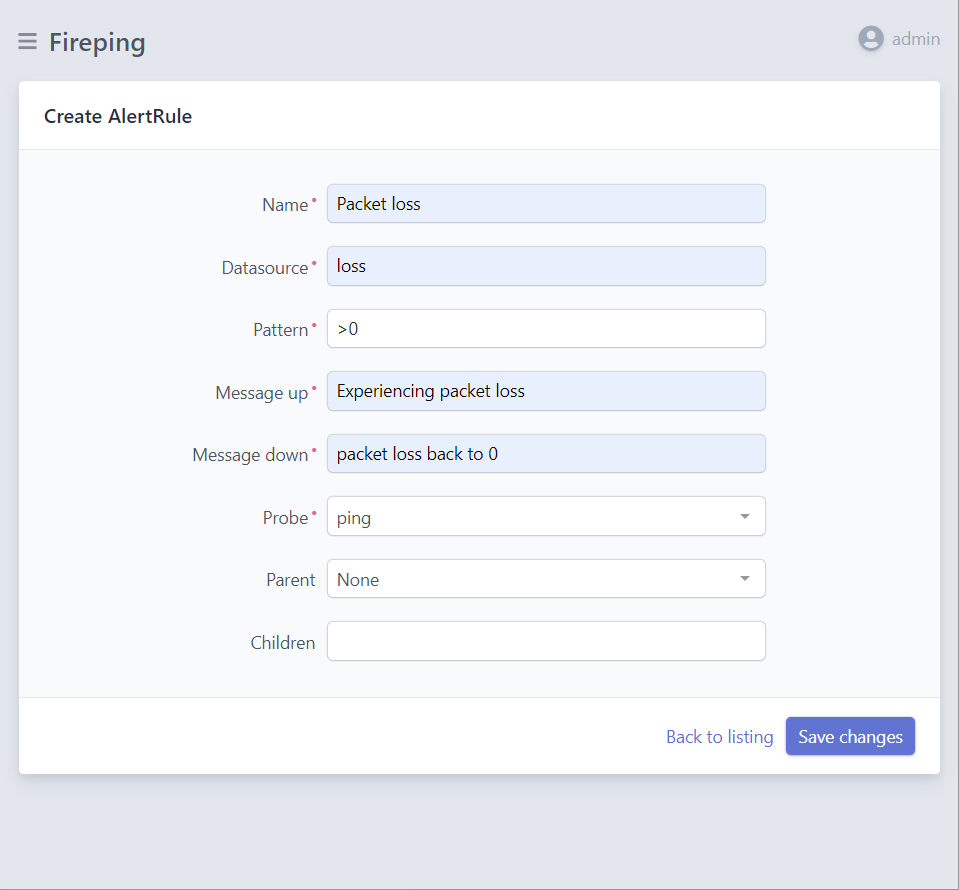 Fireping
admin
Create AlertRule
Name* Packet loss
Datasource* loss
Pattern* >0
Message up* Experiencing packet loss
Message down* packet loss back to 0
Probe* ping
Parent None
Children
Back to listing Save changes